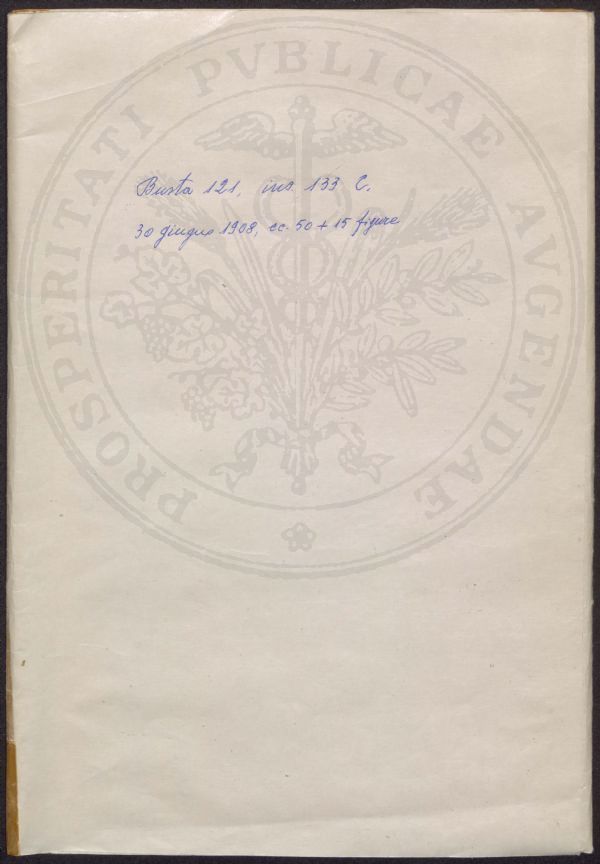 PROSPERITATI PVBLICAE AVGENDAE
Busta 121, ins. 133 C.
30 giugno 1908, cc. 50 + 15 figure